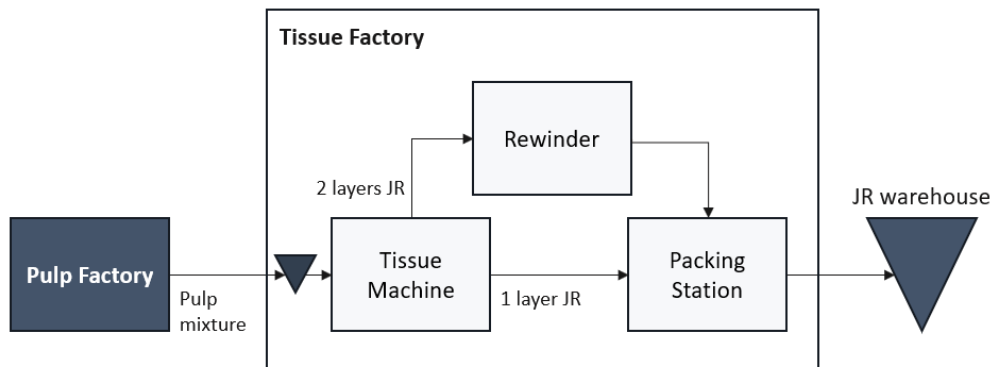 Tissue Factory
Rewinder
2 layers JR
JR warehouse
Pulp Factory
Pulp
mixture
Tissue
Machine
1 layer JR
Packing
Station